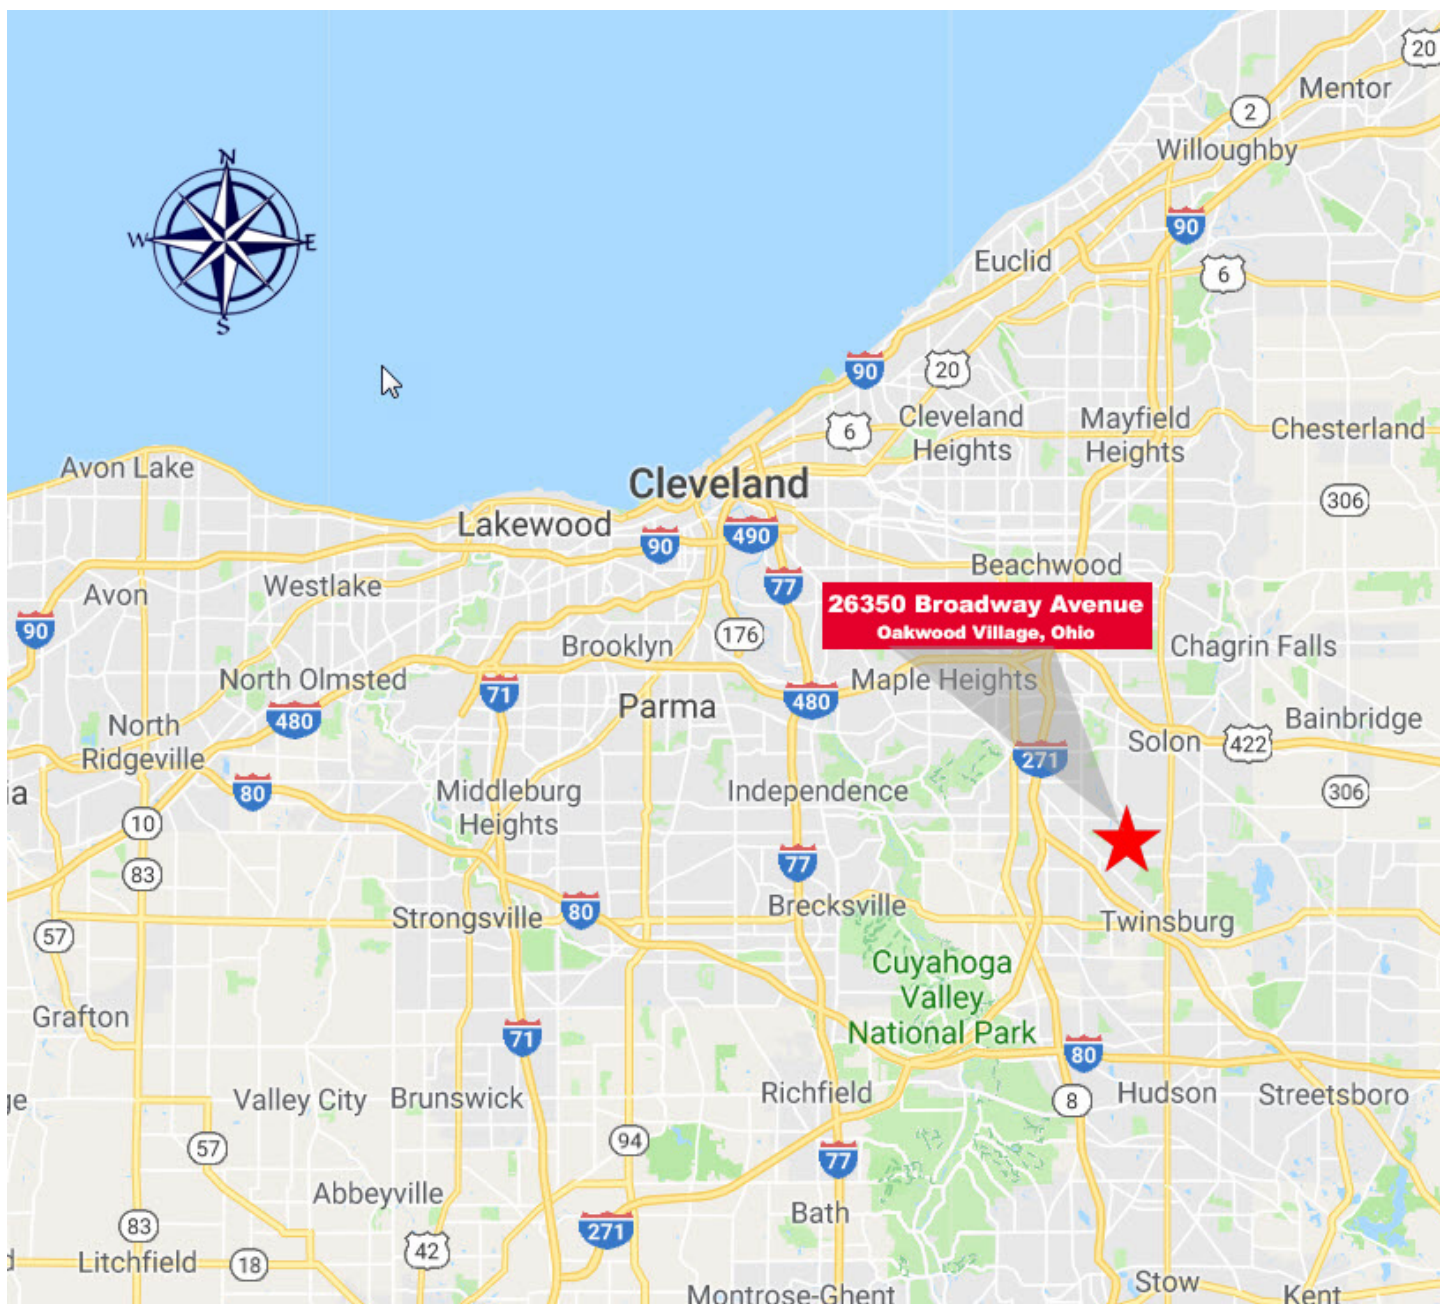 20
Mentor
2
Willoughby
N
W
E
S
90
Euclid
6
90
20
6
Cleveland
Heights
Mayfield
Heights
Chesterland
Avon Lake
Cleveland
306
Lakewood
90
490
Beachwood
77
Westlake
Avon
26350 Broadway Avenue
Oakwood Village, Ohio
90
176
Brooklyn
Chagrin Falls
North Olmsted
71
480
Maple Heights
Parma
480
North
Ridgeville
Bainbridge
Solon
422
271
80
Middleburg
Heights
Independence
306
ia
10
83
77
Strongsville
80
Brecksville
Twinsburg
57
Cuyahoga
Valley
National Park
Grafton
71
80
Richfield
Hudson
Streetsboro
ge
Valley City
Brunswick
8
57
94
77
Abbeyville
Bath
83
271
42
d
Litchfield
18
Stow
Kent
Montrose-Ghent